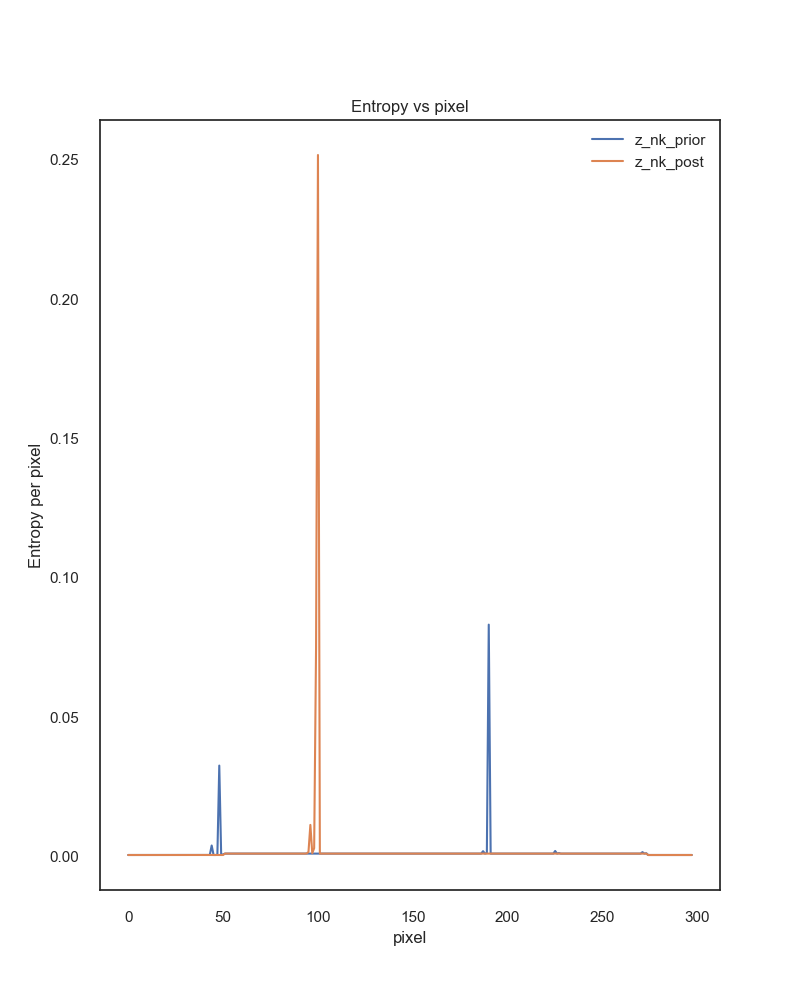 Entropy vs pixel
z_nk_prior
z_nk_post
Entropy per pixel
0.25
0.20
0.15
0.10
0.05
0.00
0 50 100 150 200 250 300
pixel